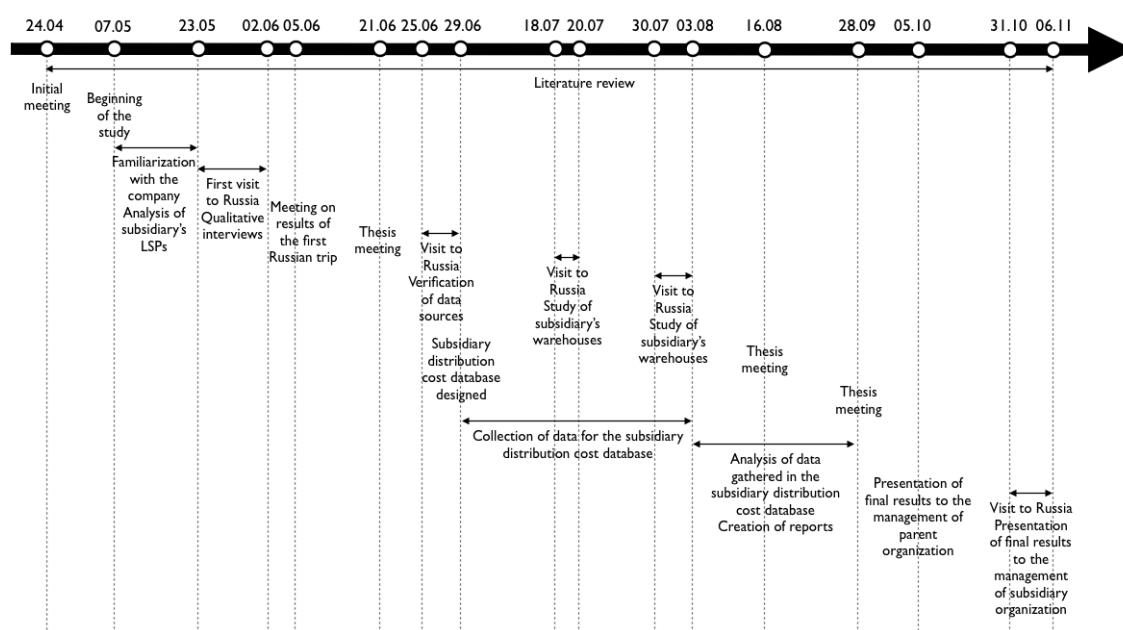 24.04 07.05 23.05 02.06 05.06 21.06 25.06 29.06 18.07 20.07 30.07 03.08 16.08 28.09 05.10 31.10 06.11
Literature review
Initial
meeting
Beginning
of the
study
Familiarization
with the
company
Analysis of
subsidiary's
LSPs
First visit
to Russia
Qualitative
interviews
Meeting on
results of
the first
Russian trip
Thesis
meeting
Visit to
Russia
Verification
of data
sources
Subsidiary
distribution
cost database
designed
Visit to
Russia
Study of
subsidiary's
warehouses
Visit to
Russia
Study of
subsidiary's
warehouses
Thesis
meeting
Thesis
meeting
Collection of data for the subsidiary
distribution cost database
Analysis of data
gathered in the
subsidiary distribution
cost database
Creation of reports
Presentation of
final results to the
management of
parent
organization
Visit to Russia
Presentation
of final results
to the
management
of subsidiary
organization